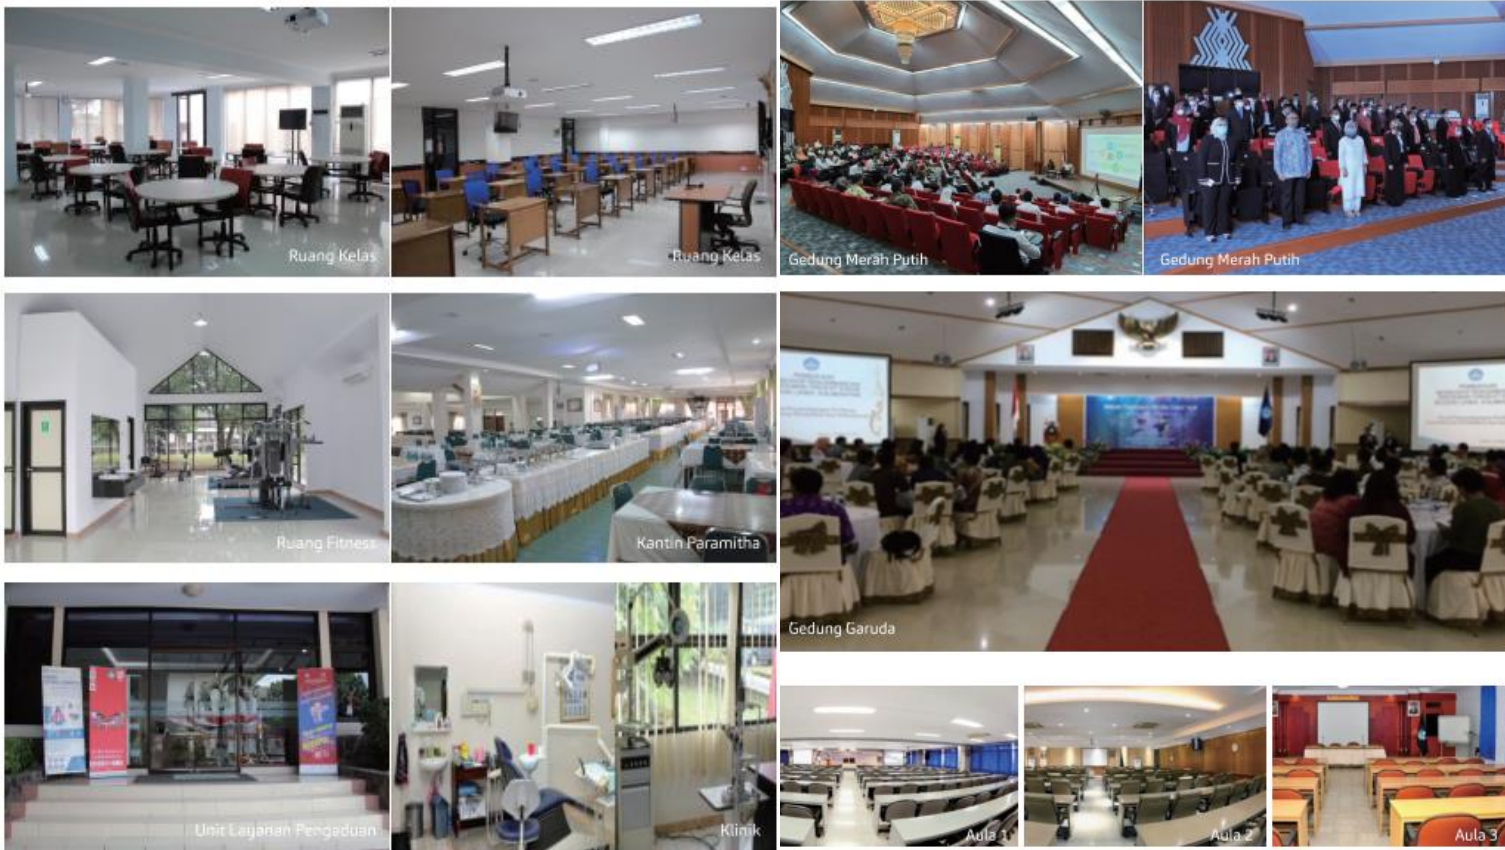 Ruang Kelas
Ruang Kelas
Gedung Merah Putih
Gedung Merah Putih
Ruang Fitness
Kantin Paramitha
Gedung Garuda
Unit Layanan Pengaduan
Klinik
Aula 1
Aula 2
Aula 3